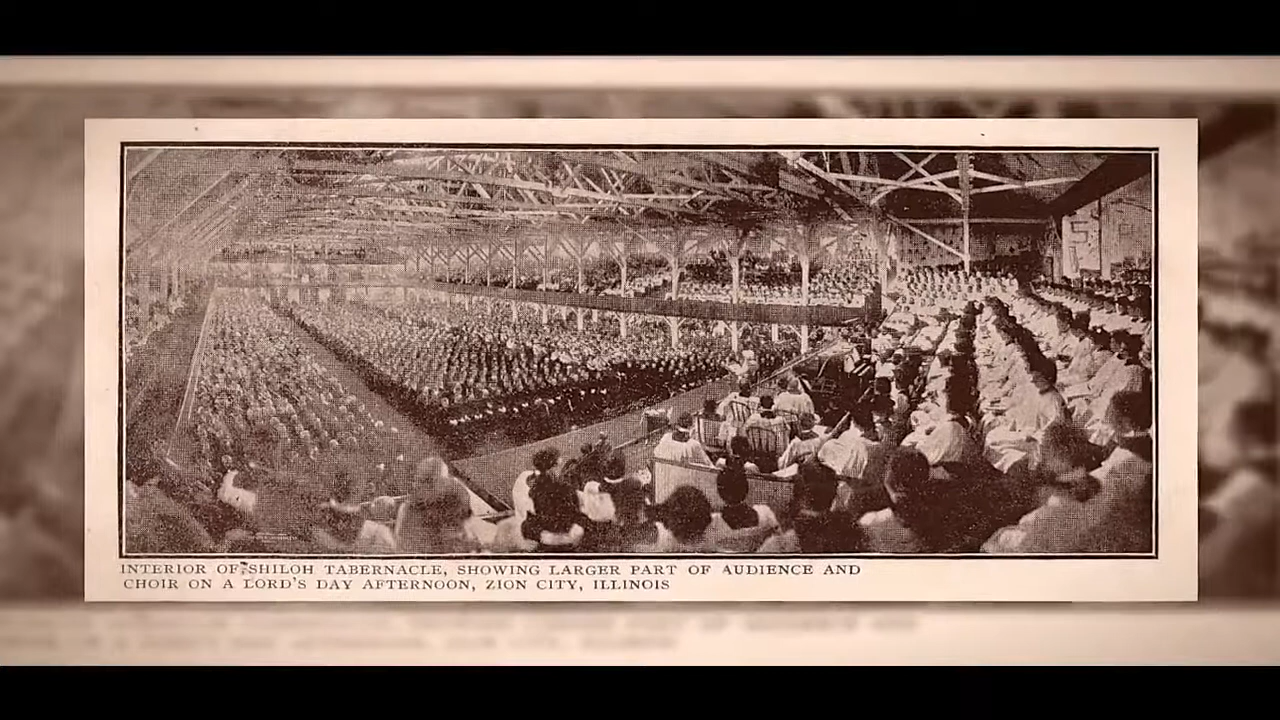 INTERIOR OF SHILOH TABERNACLE, SHOWING LARGER PART OF AUDIENCE AND
CHOIR ON A LORD'S DAY AFTERNOON, ZION CITY, ILLINOIS